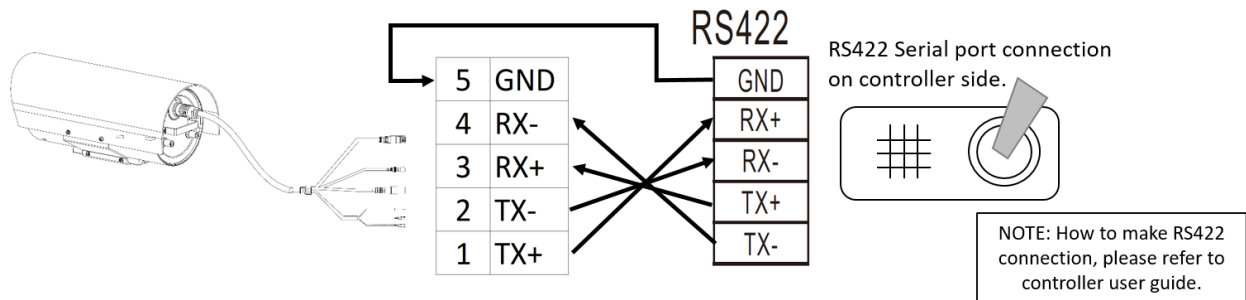 RS422
RS422 Serial port connection
on controller side.
5 GND
4 RX-
3 RX+
2 TX-
1 TX+
GND
RX+
RX-
TX+
TX-
NOTE: How to make RS422
connection, please refer to
controller user guide.